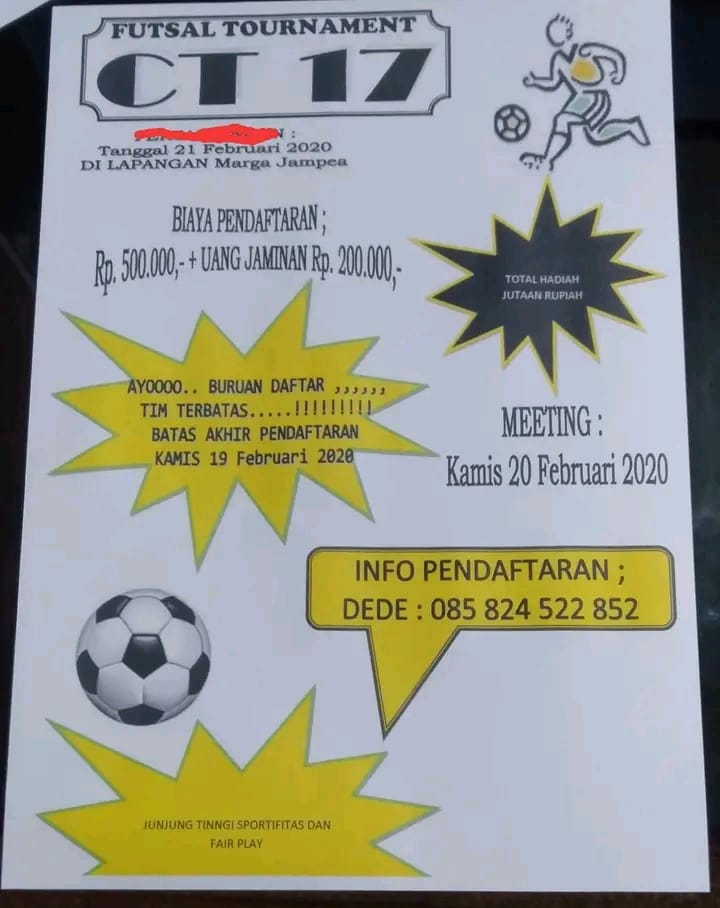 FUTSAL TOURNAMENT
CT 17
:
Tanggal 21 Februari 2020
DI LAPANGAN Marga Jampea
BIAYA PENDAFTARAN ;
Rp. 500.000,- + UANG JAMINAN Rp. 200.000,-
TOTAL HADIAH
JUTAAN RUPIAH
AYOOOO.. BURUAN DAFTAR ,,,,,,
TIM TERBATAS.....!!!!!!!!!
BATAS AKHIR PENDAFTARAN
KAMIS 19 Februari 2020
MEETING :
Kamis 20 Februari 2020
INFO PENDAFTARAN ;
DEDE : 085 824 522 852
JUNJUNG TINNGI SPORTIFITAS DAN
FAIR PLAY